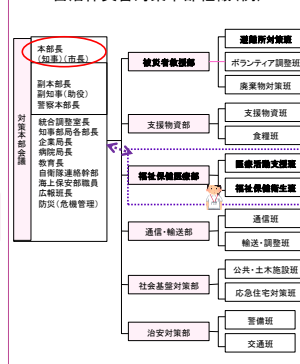 対策本部会議
本部長
(知事)(市長)
副本部長
副知事(助役)
警察本部長
統合調整室長
知事部局各部長
企業局長
病院局長
教育長
自衛隊連絡幹部
海上保安部職員
広報班長
防災(危機管理)
被災者救援部
避難所対策班
ボランティア調整班
廃棄物対策班
支援物資部
支援物資班
食糧班
福祉保健医療部
医療活動支援班
福祉保健衛生班
通信・輸送部
通信班
輸送・調整班
社会基盤対策部
公共・土木施設班
応急住宅対策班
治安対策部
警備班
交通班